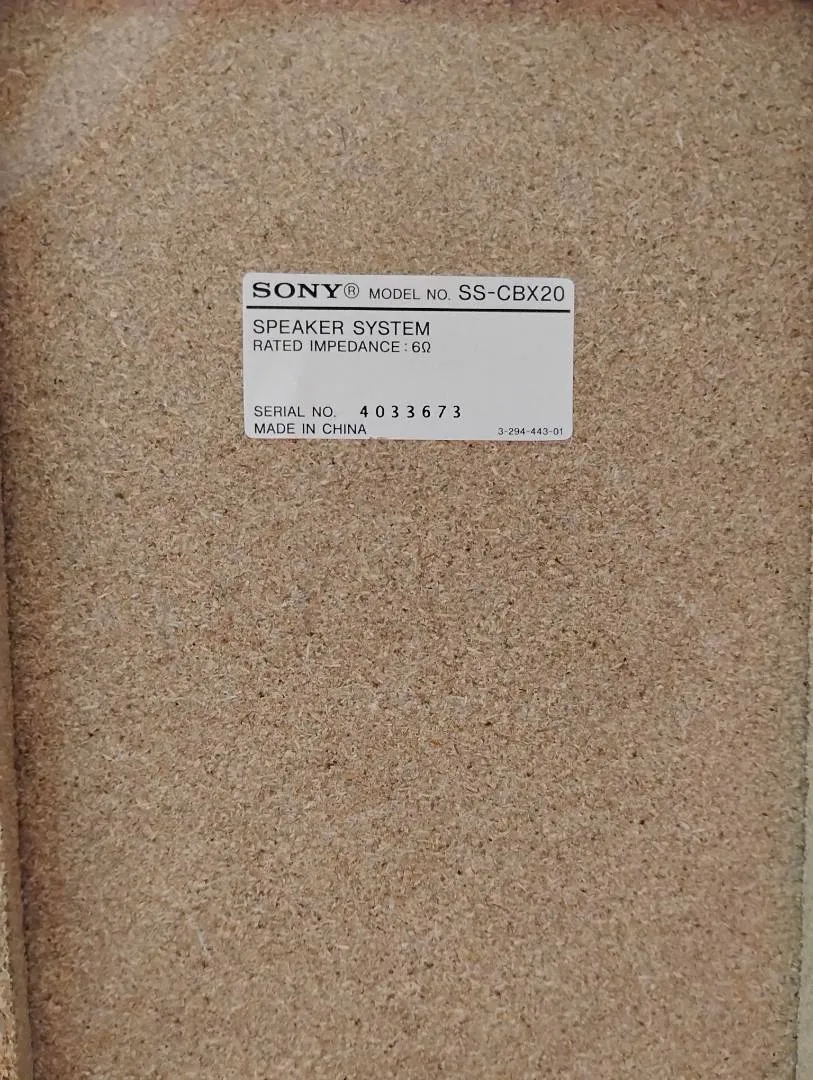 SONY® MODEL NO. SS-CBX20
SPEAKER SYSTEM
RATED IMPEDANCE : 6Ω
SERIAL NO. 4033673
MADE IN CHINA 3-294-443-01